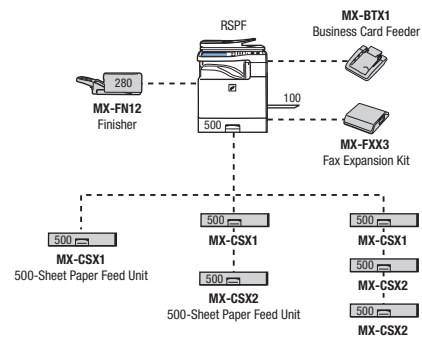 RSPF
MX-BTX1
Business Card Feeder
280
MX-FN12
Finisher
100
500
MX-FXX3
Fax Expansion Kit
500
MX-CSX1
500-Sheet Paper Feed Unit
500
MX-CSX1
500
MX-CSX2
500-Sheet Paper Feed Unit
500
MX-CSX1
500
MX-CSX2
500
MX-CSX2